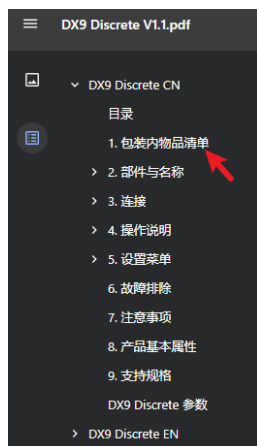 DX9 Discrete V1.1.pdf
DX9 Discrete CN
目录
1. 包装内物品清单
2. 部件与名称
3. 连接
4. 操作说明
5. 设置菜单
6. 故障排除
7. 注意事项
8. 产品基本属性
9. 支持规格
DX9 Discrete 参数
DX9 Discrete EN